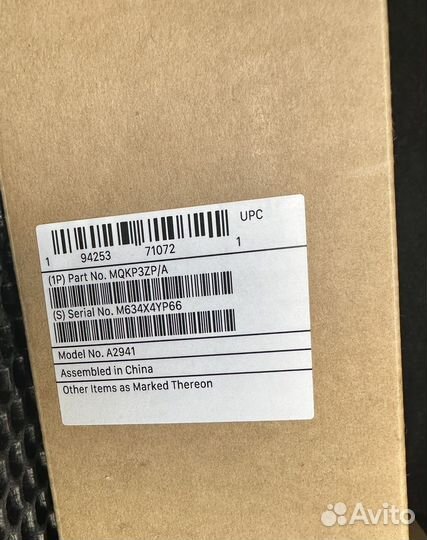 UPC
1 94253 71072 1
(1P) Part No. MQKP3ZP/A
(S) Serial No. M634X4YP66
Model No. A2941
Assembled in China
Other Items as Marked Thereon
Avito